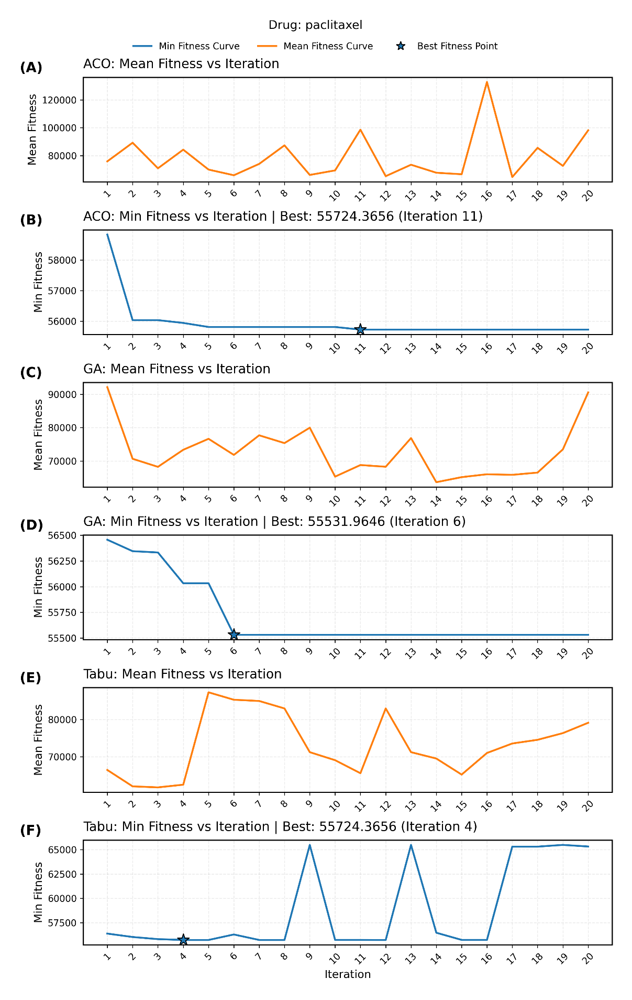 Drug: paclitaxel
Min Fitness Curve Mean Fitness Curve Best Fitness Point
(A) ACO: Mean Fitness vs Iteration
Mean Fitness
120000
100000
80000
1 2 3 4 5 6 7 8 9 10 11 12 13 14 15 16 17 18 19 20
(B) ACO: Min Fitness vs Iteration | Best: 55724.3656 (Iteration 11)
Min Fitness
58000
57000
56000
1 2 3 4 5 6 7 8 9 10 11 12 13 14 15 16 17 18 19 20
(C) GA: Mean Fitness vs Iteration
Mean Fitness
90000
80000
70000
1 2 3 4 5 6 7 8 9 10 11 12 13 14 15 16 17 18 19 20
(D) GA: Min Fitness vs Iteration | Best: 55531.9646 (Iteration 6)
Min Fitness
56500
56250
56000
55750
55500
1 2 3 4 5 6 7 8 9 10 11 12 13 14 15 16 17 18 19 20
(E) Tabu: Mean Fitness vs Iteration
Mean Fitness
80000
70000
1 2 3 4 5 6 7 8 9 10 11 12 13 14 15 16 17 18 19 20
(F) Tabu: Min Fitness vs Iteration | Best: 55724.3656 (Iteration 4)
Min Fitness
65000
62500
60000
57500
1 2 3 4 5 6 7 8 9 10 11 12 13 14 15 16 17 18 19 20
Iteration